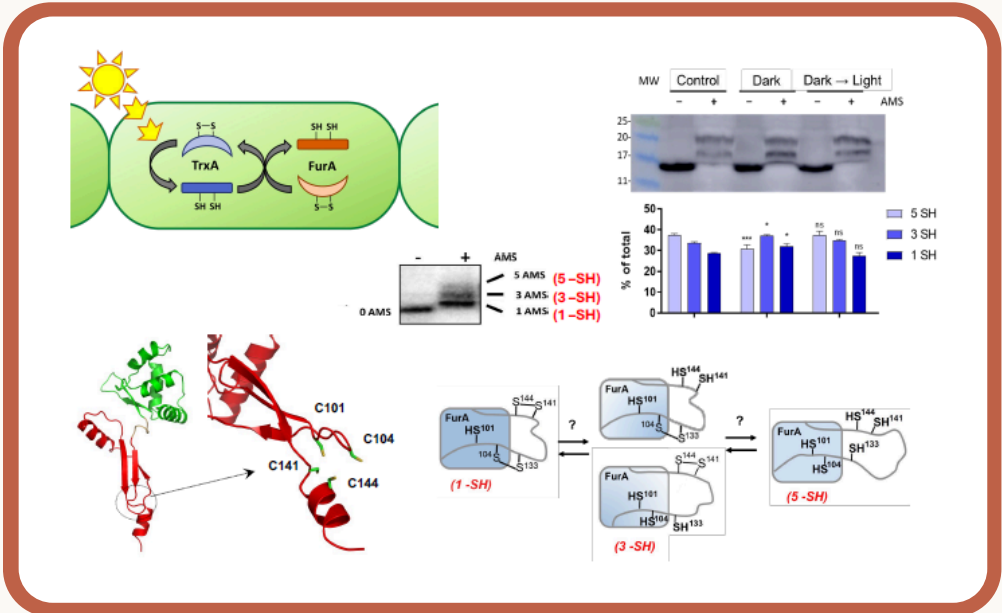 S—S
TrxA
SH SH
SH SH
FurA
S—S
MW
Control
Dark
Dark → Light
- + - + - + AMS
25-
20-
17-
11-
50
40
30
20
10
0
% of total
***
*
*
ns
ns
ns
5 SH
3 SH
1 SH
- + AMS
0 AMS
5 AMS (5 –SH)
3 AMS (3 –SH)
1 AMS (1 –SH)
C101
C104
C141
C144
S144
S141
FurA
HS101
104 S
S133
(1 -SH)
?
HS144
SH141
FurA
HS101
104 S
S133
S144
S141
FurA
HS101
HS104
SH133
(3 -SH)
?
HS144
SH141
FurA
HS101
SH133
HS104
(5 -SH)